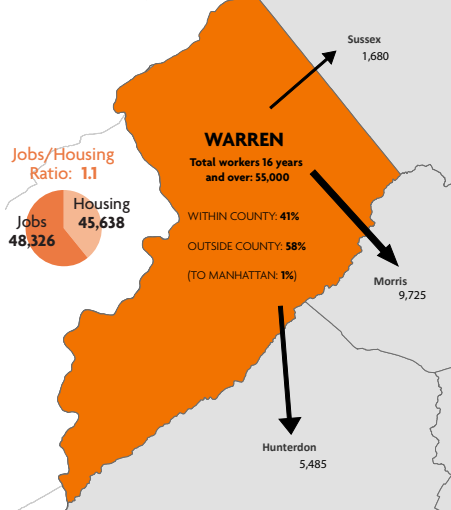 Sussex
1,680
WARREN
Total workers 16 years
and over: 55,000
Jobs/Housing
Ratio: 1.1
Housing
45,638
Jobs
48,326
WITHIN COUNTY: 41%
OUTSIDE COUNTY: 58%
(TO MANHATTAN: 1%)
Morris
9,725
Hunterdon
5,485